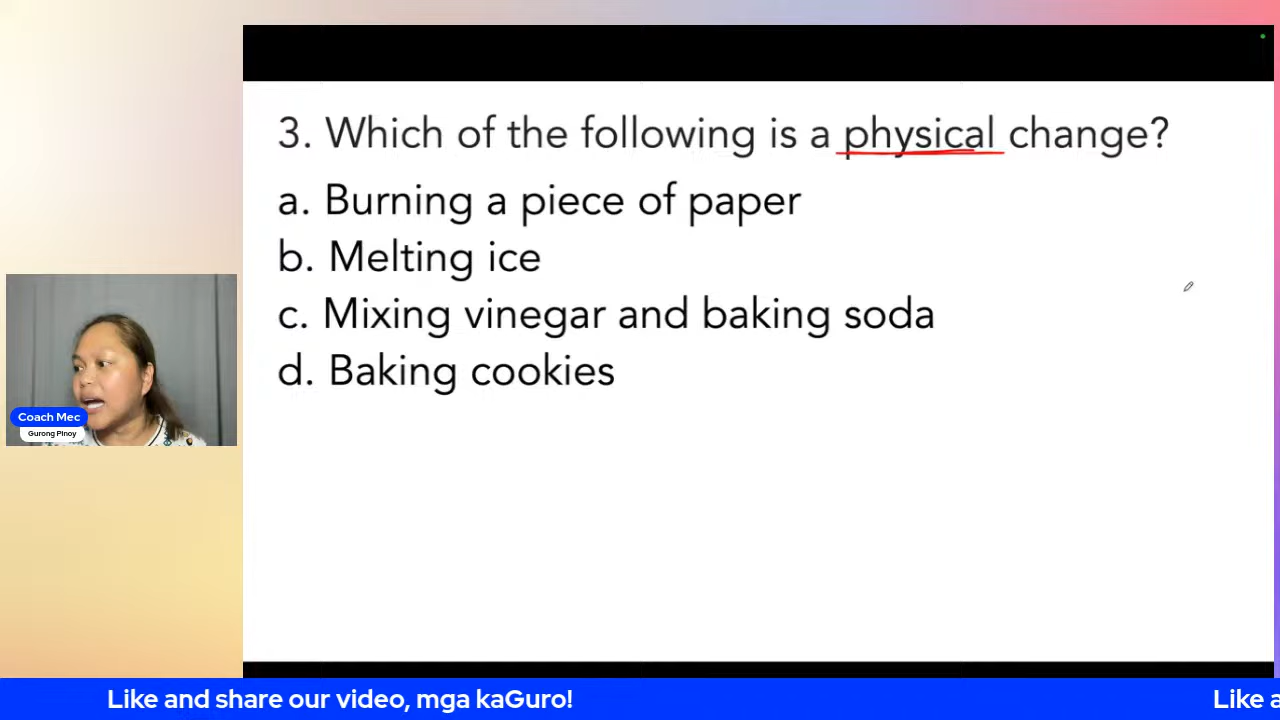 3. Which of the following is a physical change?
a. Burning a piece of paper
b. Melting ice
c. Mixing vinegar and baking soda
d. Baking cookies
Coach Mec
Gurong Pinoy
Like and share our video, mga kaGuro!
Like a